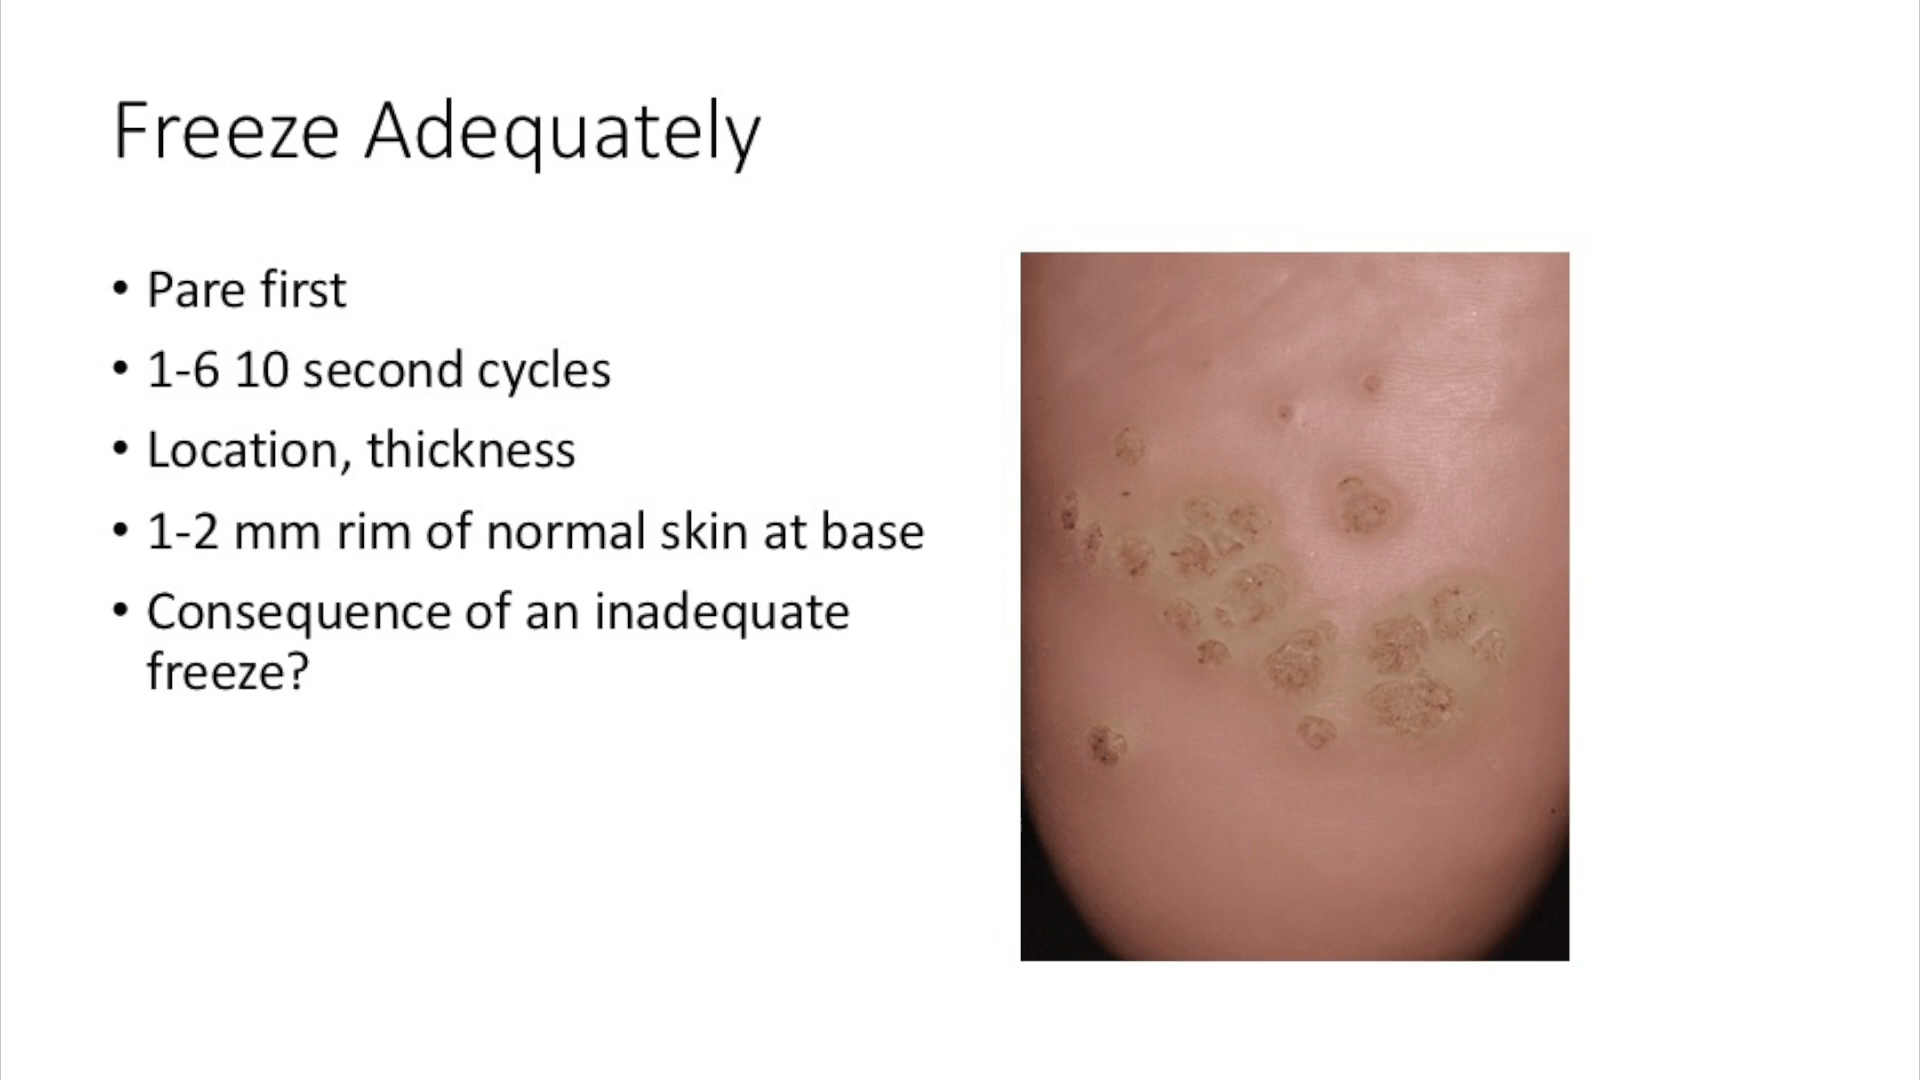 Freeze Adequately
• Pare first
• 1-6 10 second cycles
• Location, thickness
• 1-2 mm rim of normal skin at base
• Consequence of an inadequate
freeze?